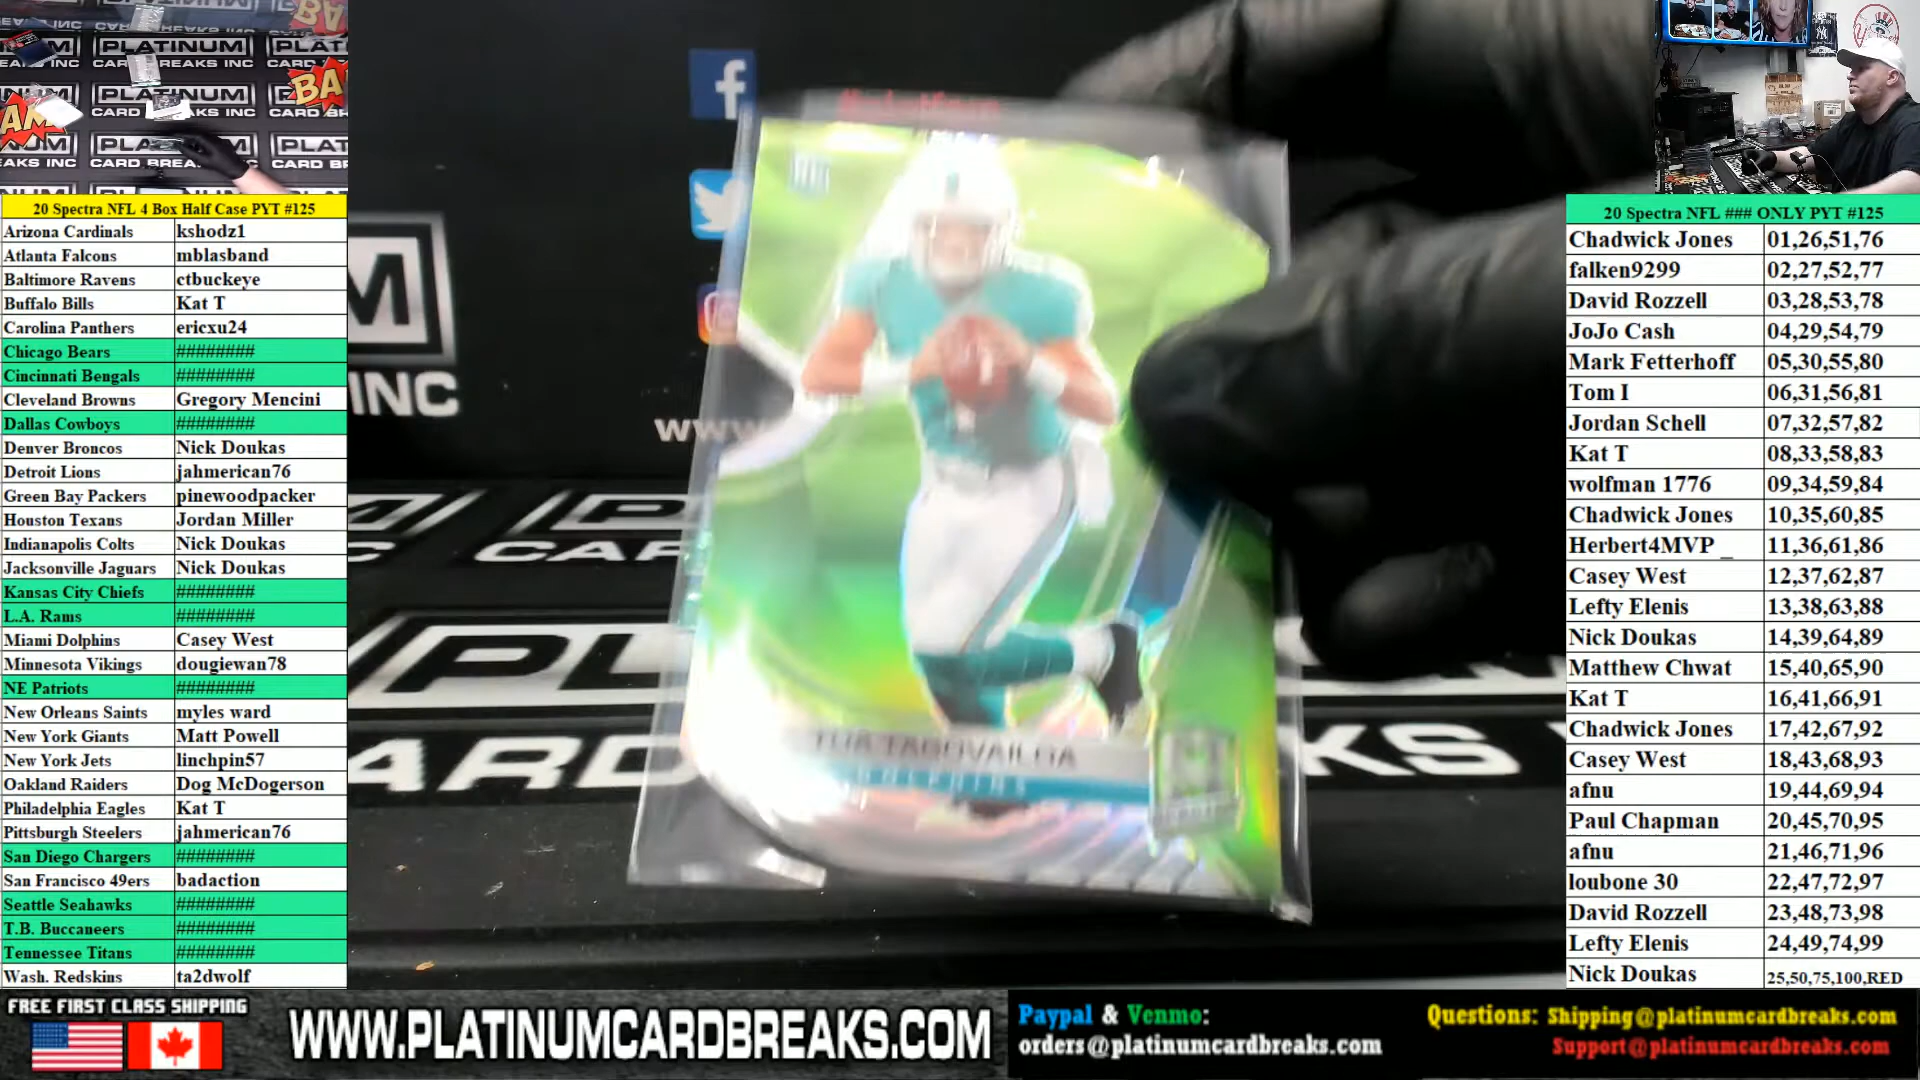 PLATINUM
CARD BREAKS INC
20 Spectra NFL 4 Box Half Case PYT #125
Arizona Cardinals kshodz1
Atlanta Falcons mblasband
Baltimore Ravens ctbuckeye
Buffalo Bills Kat T
Carolina Panthers ericxu24
Chicago Bears ########
Cincinnati Bengals ########
Cleveland Browns Gregory Mencini
Dallas Cowboys ########
Denver Broncos Nick Doukas
Detroit Lions jahmerican76
Green Bay Packers pinewoodpacker
Houston Texans Jordan Miller
Indianapolis Colts Nick Doukas
Jacksonville Jaguars Nick Doukas
Kansas City Chiefs ########
L.A. Rams ########
Miami Dolphins Casey West
Minnesota Vikings dougiewan78
NE Patriots ########
New Orleans Saints myles ward
New York Giants Matt Powell
New York Jets linchpin57
Oakland Raiders Dog McDogerson
Philadelphia Eagles Kat T
Pittsburgh Steelers jahmerican76
San Diego Chargers ########
San Francisco 49ers badaction
Seattle Seahawks ########
T.B. Buccaneers ########
Tennessee Titans ########
Wash. Redskins ta2dwolf
INC
www
TUA TAGOVAILOA
DOLPHINS
20 Spectra NFL ### ONLY PYT #125
Chadwick Jones 01,26,51,76
falken9299 02,27,52,77
David Rozzell 03,28,53,78
JoJo Cash 04,29,54,79
Mark Fetterhoff 05,30,55,80
Tom I 06,31,56,81
Jordan Schell 07,32,57,82
Kat T 08,33,58,83
wolfman 1776 09,34,59,84
Chadwick Jones 10,35,60,85
Herbert4MVP _ 11,36,61,86
Casey West 12,37,62,87
Lefty Elenis 13,38,63,88
Nick Doukas 14,39,64,89
Matthew Chwat 15,40,65,90
Kat T 16,41,66,91
Chadwick Jones 17,42,67,92
Casey West 18,43,68,93
afnu 19,44,69,94
Paul Chapman 20,45,70,95
afnu 21,46,71,96
loubone 30 22,47,72,97
David Rozzell 23,48,73,98
Lefty Elenis 24,49,74,99
Nick Doukas 25,50,75,100,RED
FREE FIRST CLASS SHIPPING
WWW.PLATINUMCARDBREAKS.COM
Paypal & Venmo:
orders@platinumcardbreaks.com
Questions: Shipping@platinumcardbreaks.com
Support@platinumcardbreaks.com